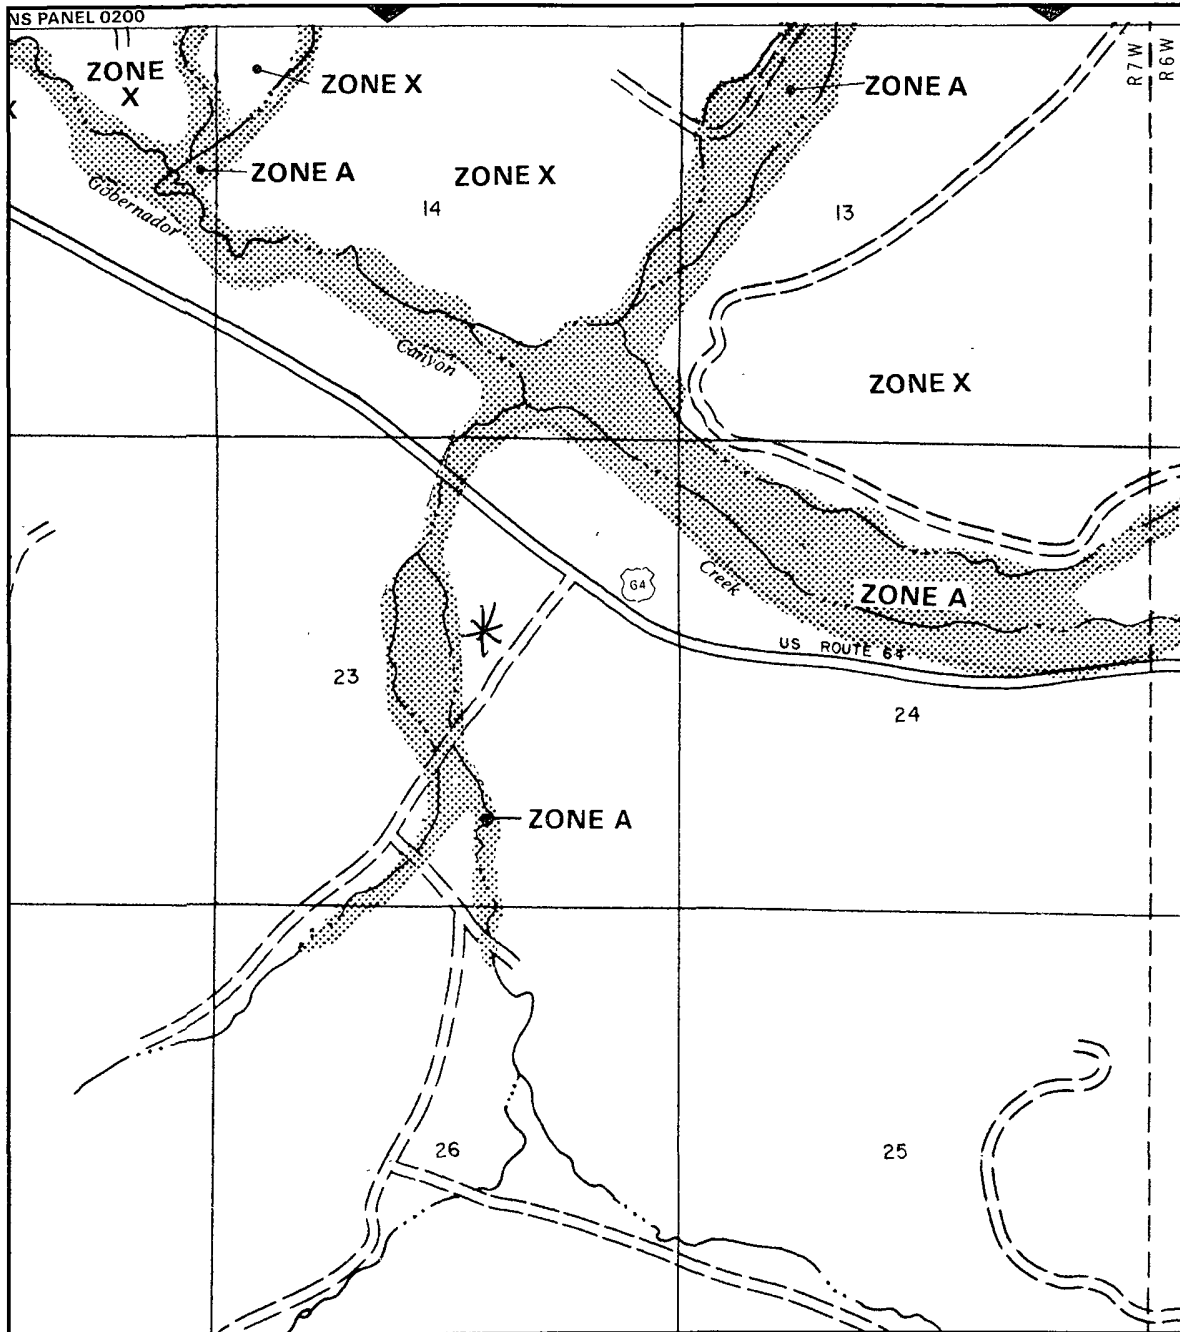 NS PANEL 0200
ZONE
X
ZONE X
ZONE A
R7W
R6W
X
ZONE A
ZONE X
14
13
Gobernador
Canyon
ZONE X
64
Creek
ZONE A
US ROUTE 64
23
24
ZONE A
26
25